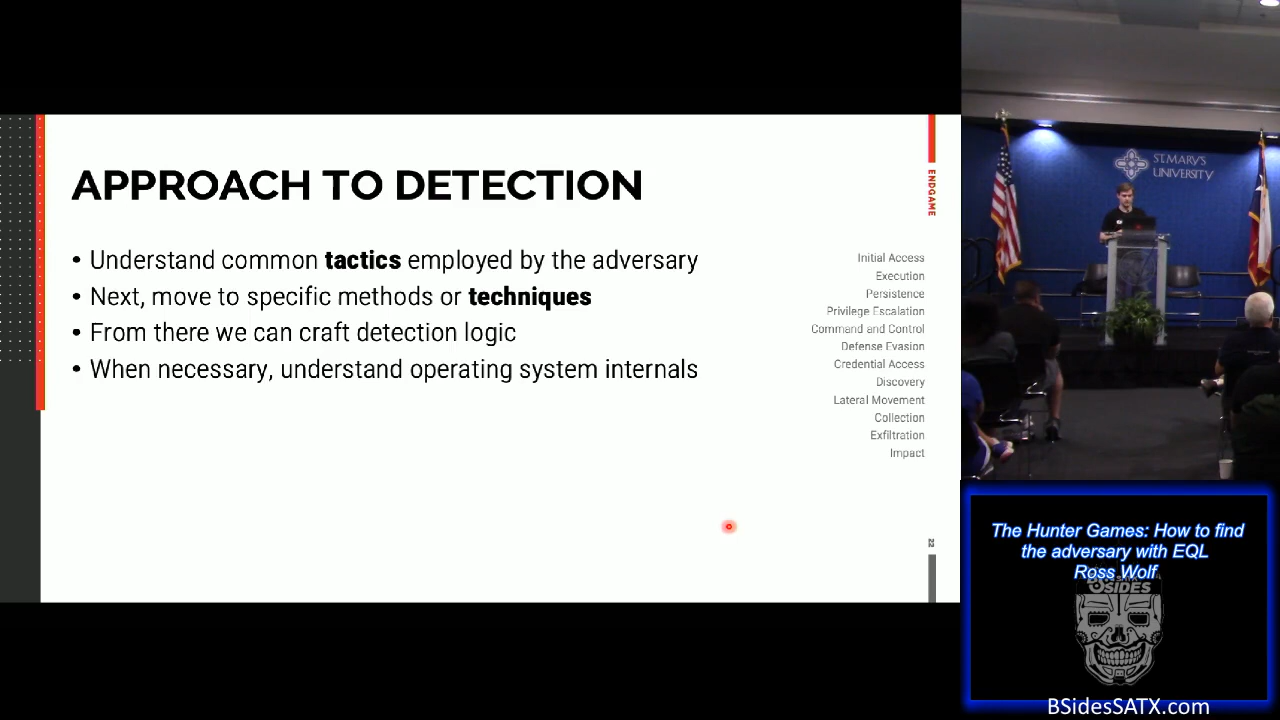 APPROACH TO DETECTION
• Understand common tactics employed by the adversary
• Next, move to specific methods or techniques
• From there we can craft detection logic
• When necessary, understand operating system internals
ENDGAME
Initial Access
Execution
Persistence
Privilege Escalation
Command and Control
Defense Evasion
Credential Access
Discovery
Lateral Movement
Collection
Exfiltration
Impact
22
ST. MARY'S
UNIVERSITY
The Hunter Games: How to find
the adversary with EQL
Ross Wolf
BSIDES
BSidesSATX.com